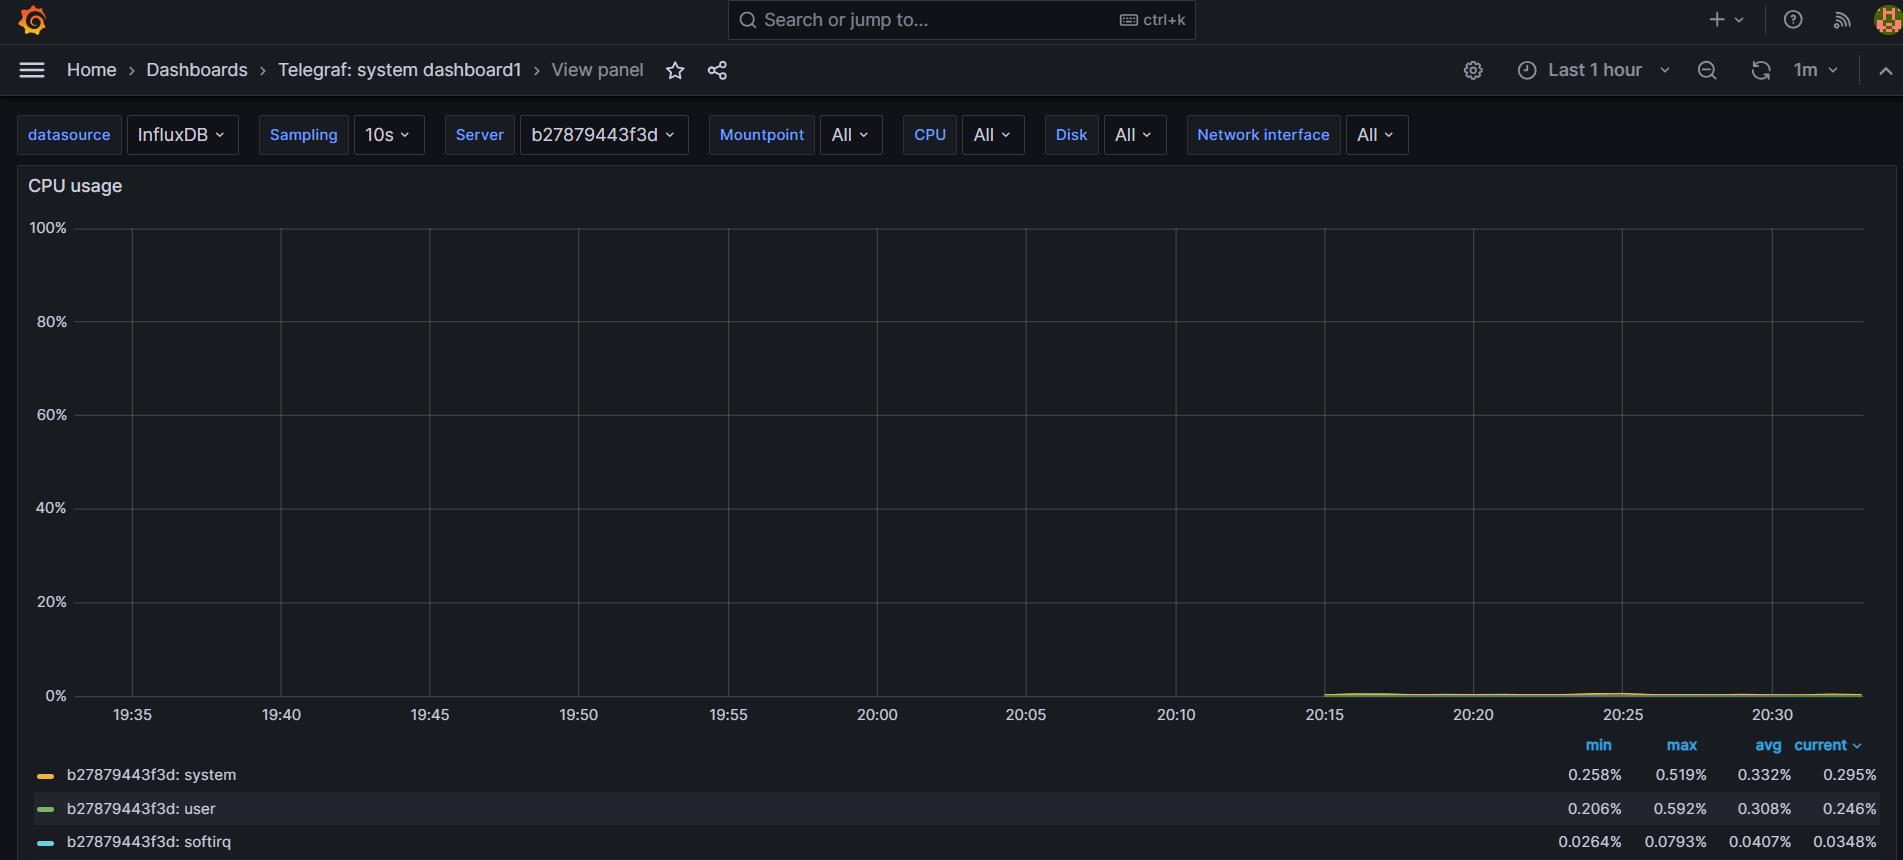 Search or jump to... ctrl+k
Home › Dashboards › Telegraf: system dashboard1 › View panel Last 1 hour 1m
datasource InfluxDB Sampling 10s Server b27879443f3d Mountpoint All CPU All Disk All Network interface All
CPU usage
100%
80%
60%
40%
20%
0%
19:35 19:40 19:45 19:50 19:55 20:00 20:05 20:10 20:15 20:20 20:25 20:30
min max avg current
b27879443f3d: system 0.258% 0.519% 0.332% 0.295%
b27879443f3d: user 0.206% 0.592% 0.308% 0.246%
b27879443f3d: softirq 0.0264% 0.0793% 0.0407% 0.0348%